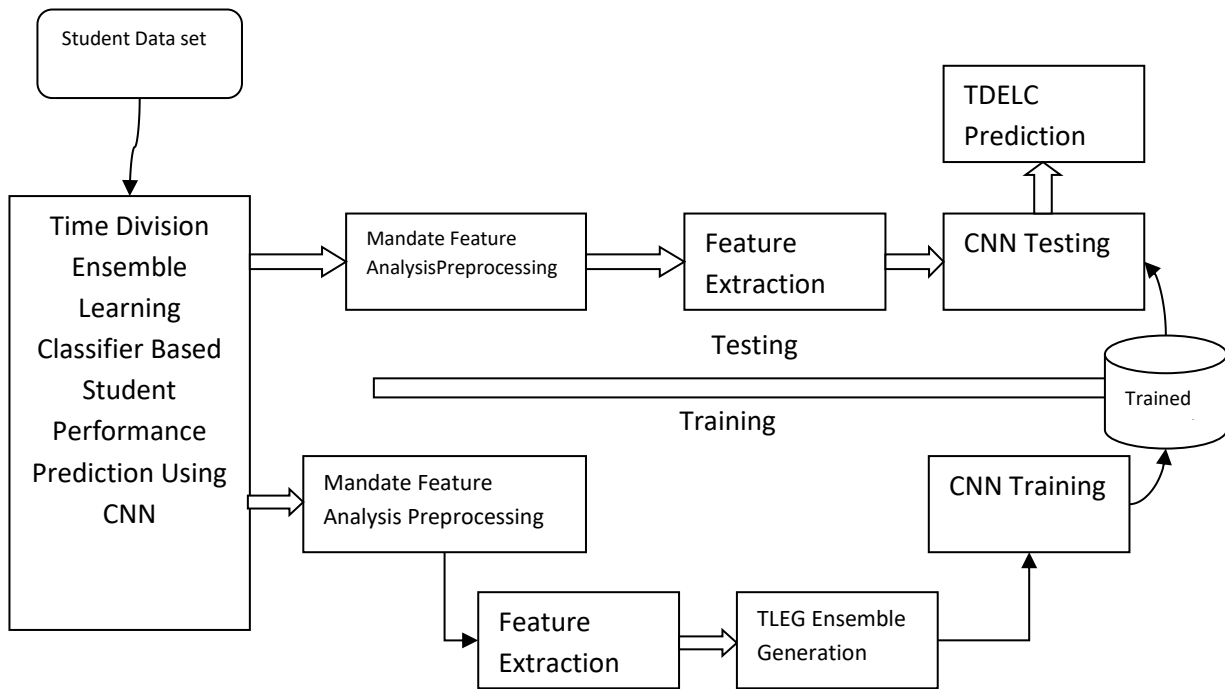 Student Data set
TDELC
Prediction
Time Division
Ensemble
Learning
Classifier Based
Student
Performance
Prediction Using
CNN
Mandate Feature
AnalysisPreprocessing
Feature
Extraction
CNN Testing
Testing
Training
Trained
Mandate Feature
Analysis Preprocessing
CNN Training
Feature
Extraction
TLEG Ensemble
Generation